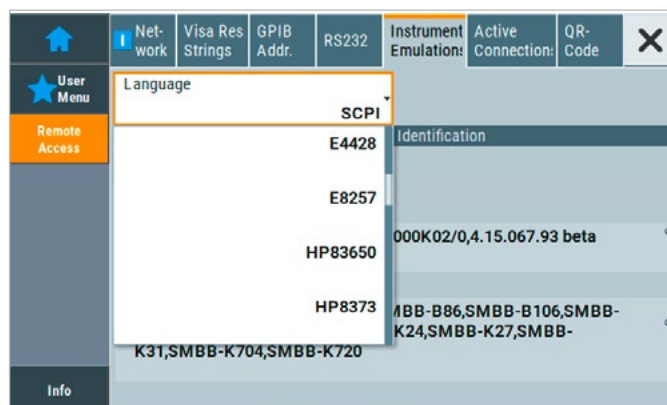 Net-
work
Visa Res
Strings
GPIB
Addr.
RS232
Instrument
Emulations
Active
Connections
QR-
Code
User
Menu
Remote
Access
Info
Language
SCPI
E4428
E8257
HP83650
HP8373
Identification
000K02/0,4.15.067.93 beta
SMBB-B86,SMBB-B106,SMBB-
K24,SMBB-K27,SMBB-
K31,SMBB-K704,SMBB-K720